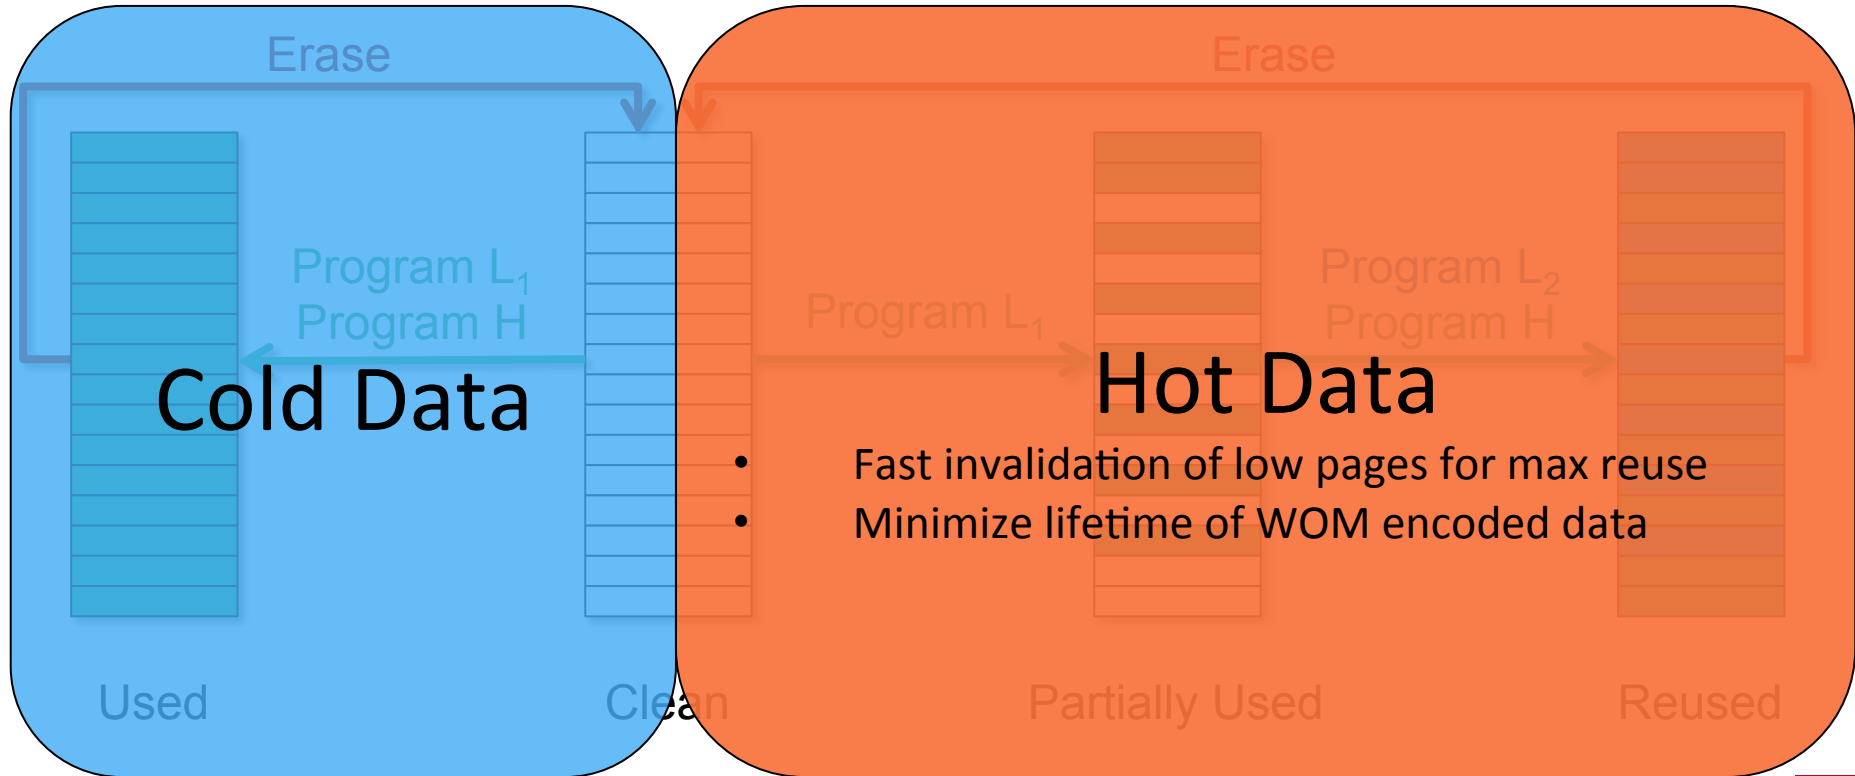 Erase
Erase
Program L₁
Program H
Program L₁
Program L₂
Program H
Cold Data
Hot Data
• Fast invalidation of low pages for max reuse
• Minimize lifetime of WOM encoded data
Used
Clean
Partially Used
Reused